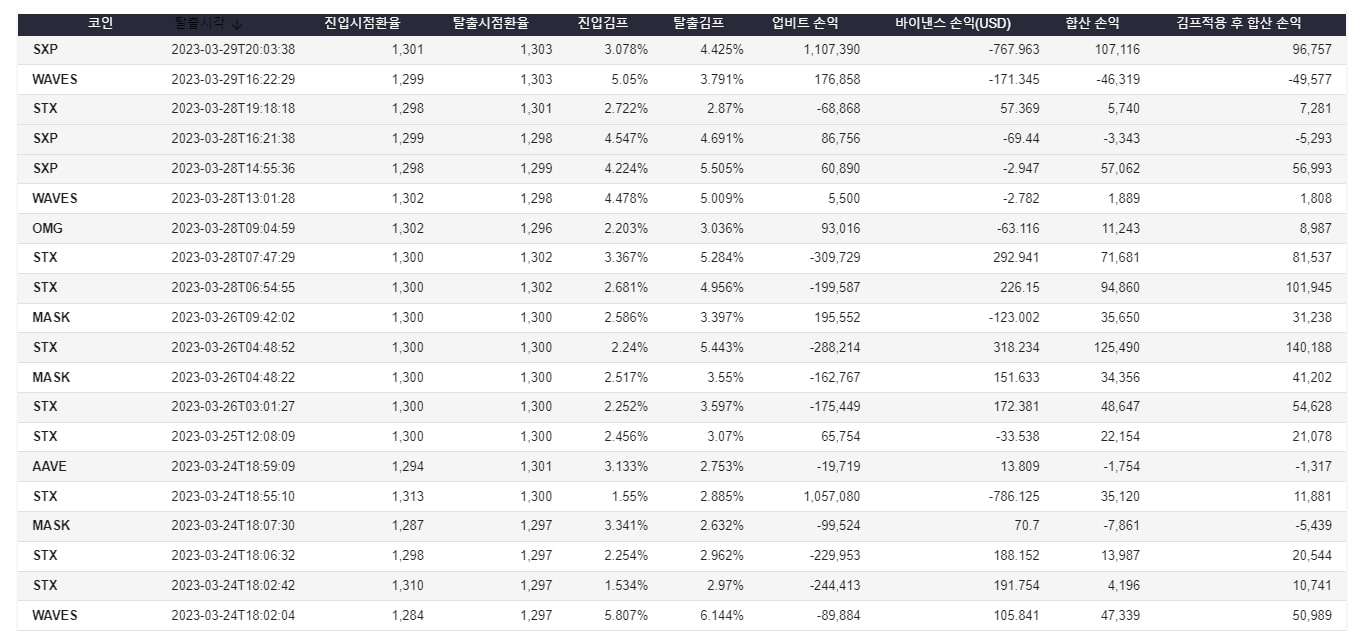 코인 탈출시각 ↓ 진입시점환율 탈출시점환율 진입김프 탈출김프 업비트 손익 바이낸스 손익(USD) 합산 손익 김프적용 후 합산 손익
SXP 2023-03-29T20:03:38 1,301 1,303 3.078% 4.425% 1,107,390 -767.963 107,116 96,757
WAVES 2023-03-29T16:22:29 1,299 1,303 5.05% 3.791% 176,858 -171.345 -46,319 -49,577
STX 2023-03-28T19:18:18 1,298 1,301 2.722% 2.87% -68,868 57.369 5,740 7,281
SXP 2023-03-28T16:21:38 1,299 1,298 4.547% 4.691% 86,756 -69.44 -3,343 -5,293
SXP 2023-03-28T14:55:36 1,298 1,299 4.224% 5.505% 60,890 -2.947 57,062 56,993
WAVES 2023-03-28T13:01:28 1,302 1,298 4.478% 5.009% 5,500 -2.782 1,889 1,808
OMG 2023-03-28T09:04:59 1,302 1,296 2.203% 3.036% 93,016 -63.116 11,243 8,987
STX 2023-03-28T07:47:29 1,300 1,302 3.367% 5.284% -309,729 292.941 71,681 81,537
STX 2023-03-28T06:54:55 1,300 1,302 2.681% 4.956% -199,587 226.15 94,860 101,945
MASK 2023-03-26T09:42:02 1,300 1,300 2.586% 3.397% 195,552 -123.002 35,650 31,238
STX 2023-03-26T04:48:52 1,300 1,300 2.24% 5.443% -288,214 318.234 125,490 140,188
MASK 2023-03-26T04:48:22 1,300 1,300 2.517% 3.55% -162,767 151.633 34,356 41,202
STX 2023-03-26T03:01:27 1,300 1,300 2.252% 3.597% -175,449 172.381 48,647 54,628
STX 2023-03-25T12:08:09 1,300 1,300 2.456% 3.07% 65,754 -33.538 22,154 21,078
AAVE 2023-03-24T18:59:09 1,294 1,301 3.133% 2.753% -19,719 13.809 -1,754 -1,317
STX 2023-03-24T18:55:10 1,313 1,300 1.55% 2.885% 1,057,080 -786.125 35,120 11,881
MASK 2023-03-24T18:07:30 1,287 1,297 3.341% 2.632% -99,524 70.7 -7,861 -5,439
STX 2023-03-24T18:06:32 1,298 1,297 2.254% 2.962% -229,953 188.152 13,987 20,544
STX 2023-03-24T18:02:42 1,310 1,297 1.534% 2.97% -244,413 191.754 4,196 10,741
WAVES 2023-03-24T18:02:04 1,284 1,297 5.807% 6.144% -89,884 105.841 47,339 50,989